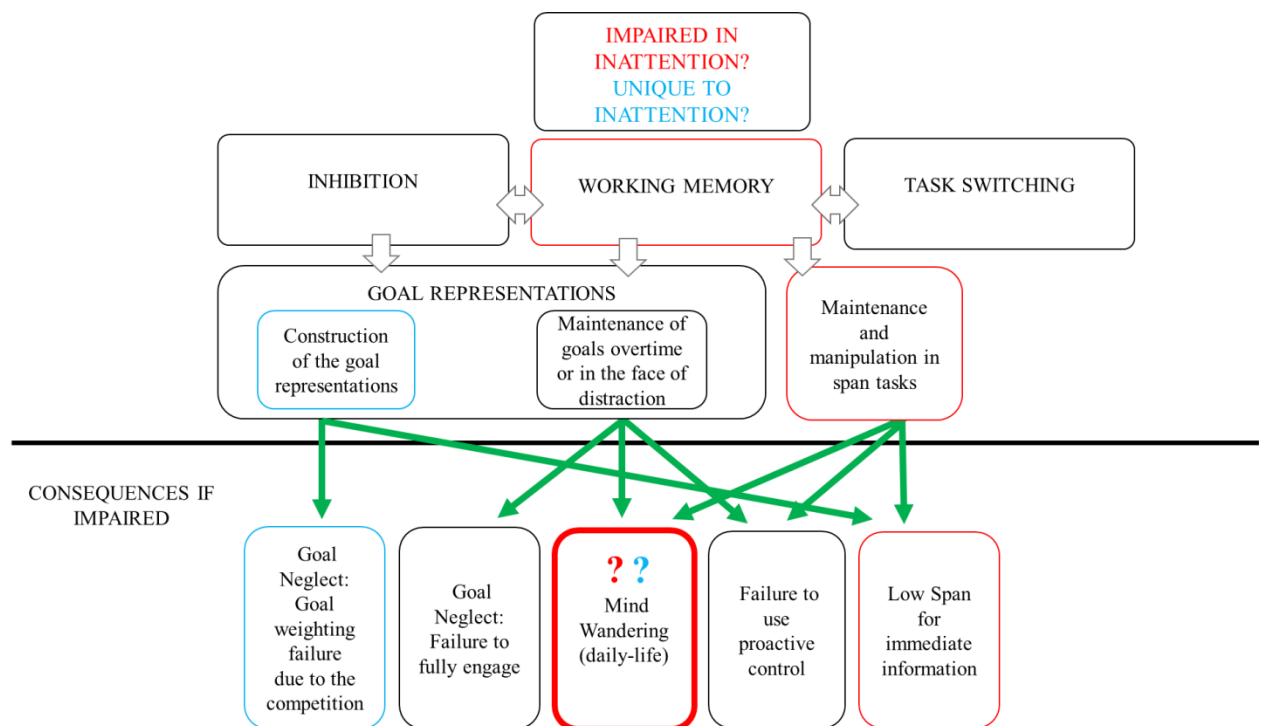 IMPAIRED IN
INATTENTION?
UNIQUE TO
INATTENTION?
INHIBITION
WORKING MEMORY
TASK SWITCHING
GOAL REPRESENTATIONS
Construction
of the goal
representations
Maintenance of
goals overtime
or in the face of
distraction
Maintenance
and
manipulation in
span tasks
CONSEQUENCES IF
IMPAIRED
Goal
Neglect:
Goal
weighting
failure
due to the
competition
Goal
Neglect:
Failure to
fully engage
? ?
Mind
Wandering
(daily-life)
Failure to
use
proactive
control
Low Span
for
immediate
information